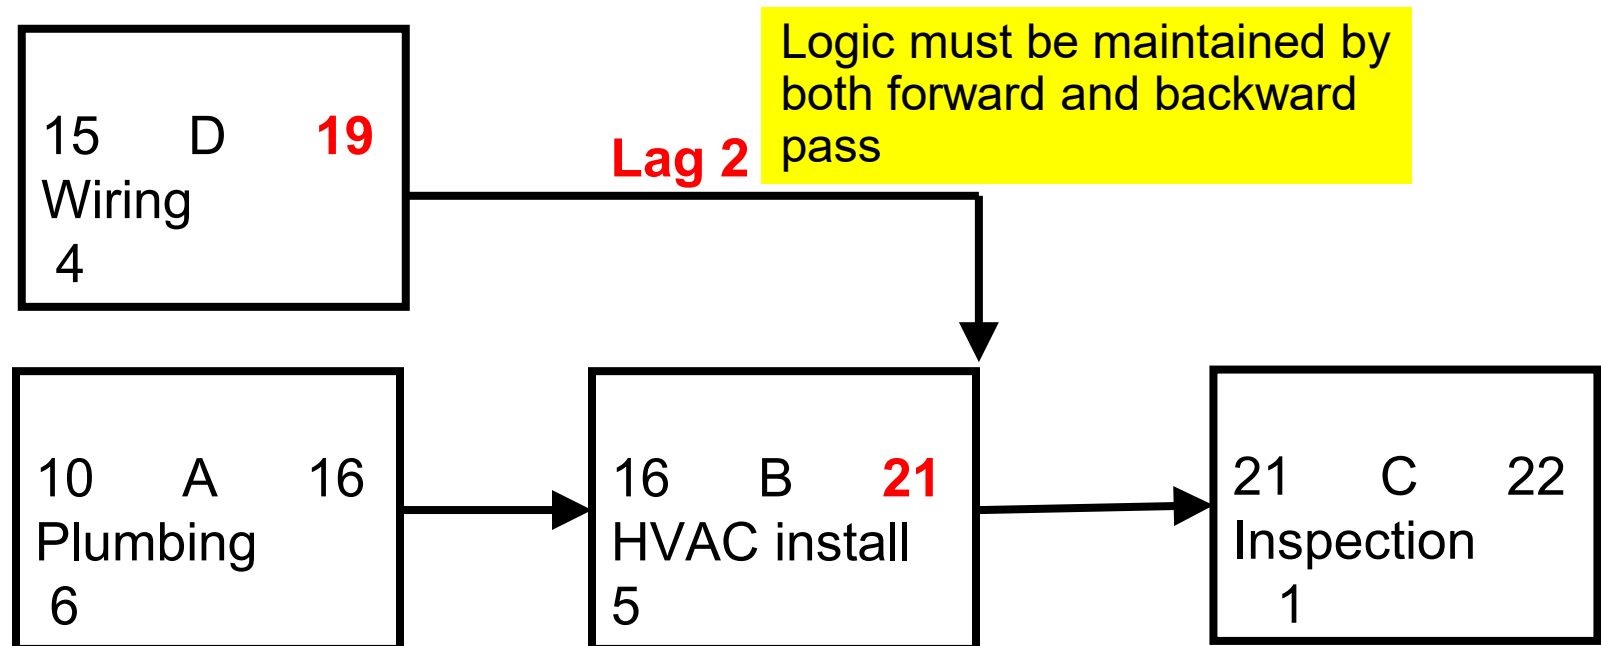 Logic must be maintained by
both forward and backward
pass
Lag 2
15 D 19
Wiring
4
10 A 16
Plumbing
6
16 B 21
HVAC install
5
21 C 22
Inspection
1